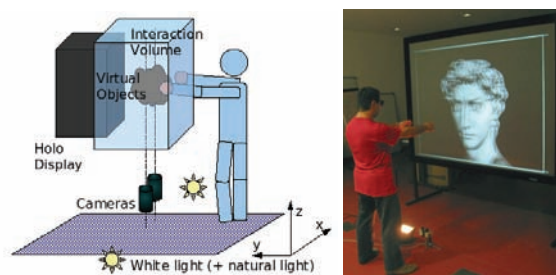 Interaction
Volume
Virtual
Objects
Holo
Display
Cameras
z
x
y
White light (+ natural light)